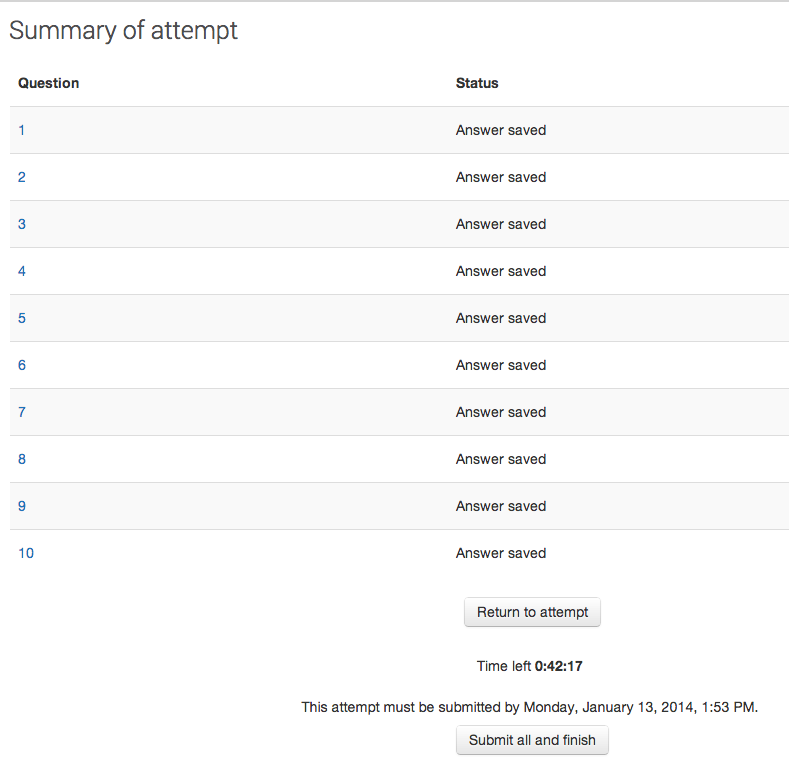 Summary of attempt
Question Status
1 Answer saved
2 Answer saved
3 Answer saved
4 Answer saved
5 Answer saved
6 Answer saved
7 Answer saved
8 Answer saved
9 Answer saved
10 Answer saved
Return to attempt
Time left 0:42:17
This attempt must be submitted by Monday, January 13, 2014, 1:53 PM.
Submit all and finish